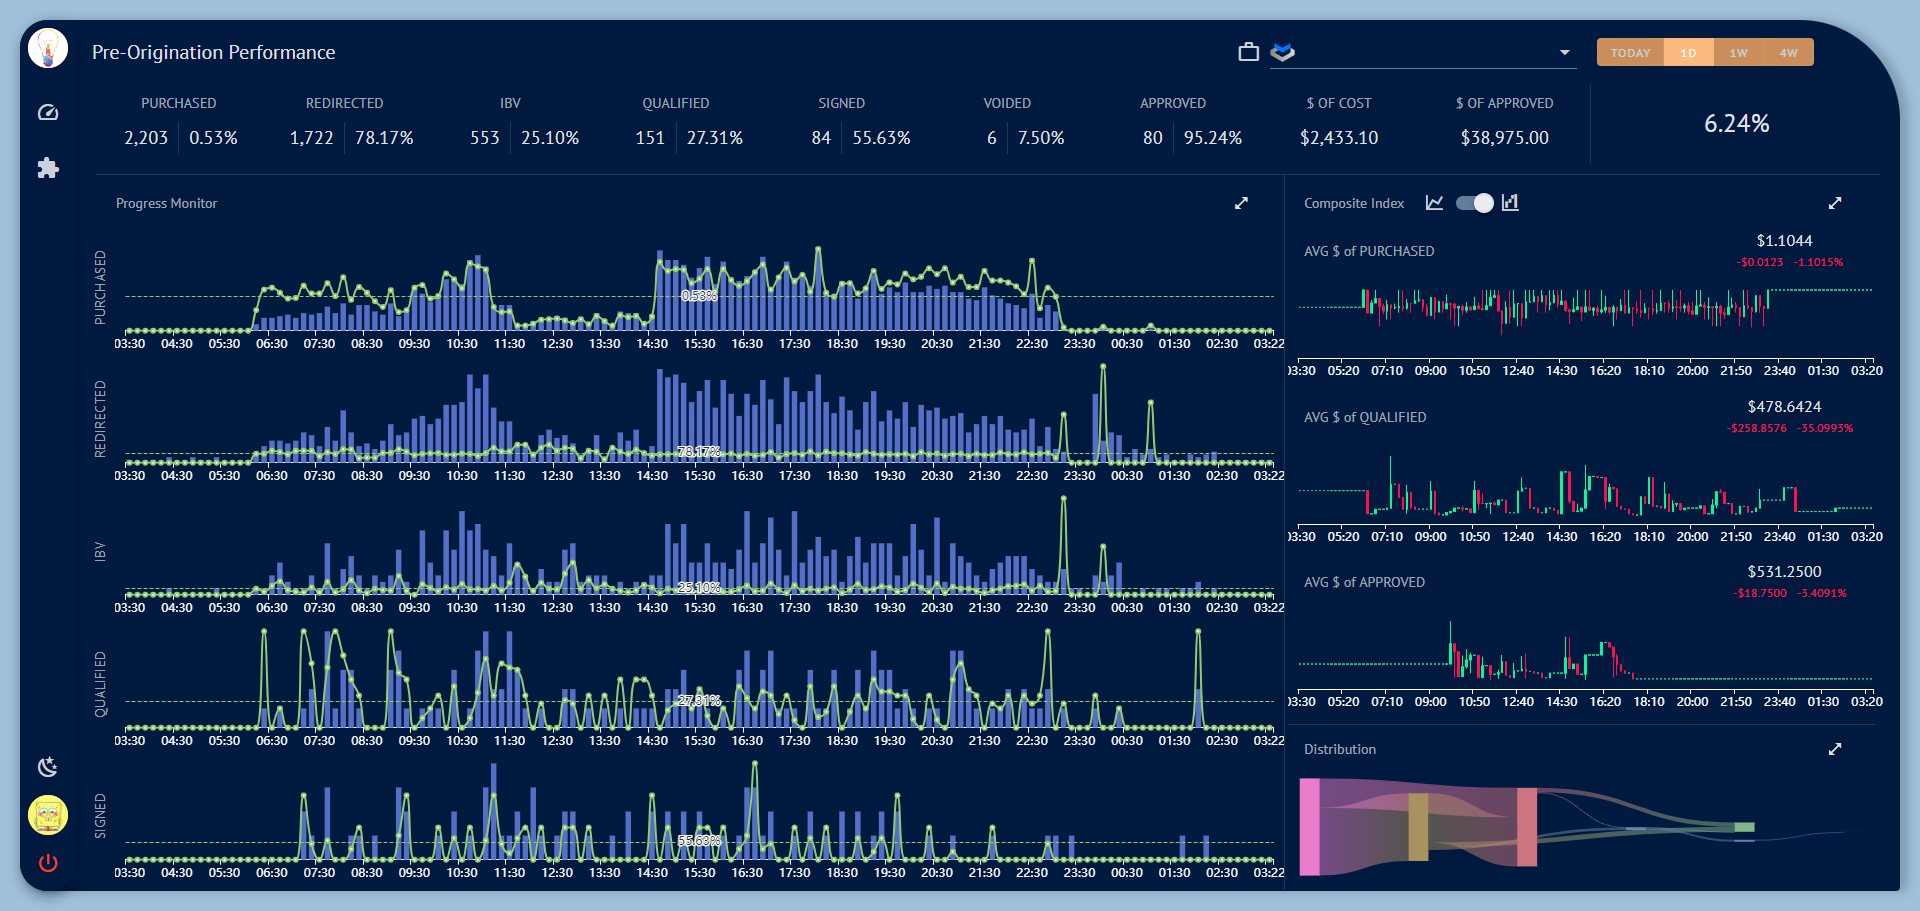 Pre-Origination Performance
TODAY 1D 1W 4W
PURCHASED REDIRECTED IBV QUALIFIED SIGNED VOIDED APPROVED $ OF COST $ OF APPROVED
2,203 0.53% 1,722 78.17% 553 25.10% 151 27.31% 84 55.63% 6 7.50% 80 95.24% $2,433.10 $38,975.00
6.24%
Progress Monitor
PURCHASED
0.53%
03:30 04:30 05:30 06:30 07:30 08:30 09:30 10:30 11:30 12:30 13:30 14:30 15:30 16:30 17:30 18:30 19:30 20:30 21:30 22:30 23:30 00:30 01:30 02:30 03:22
REDIRECTED
78.17%
03:30 04:30 05:30 06:30 07:30 08:30 09:30 10:30 11:30 12:30 13:30 14:30 15:30 16:30 17:30 18:30 19:30 20:30 21:30 22:30 23:30 00:30 01:30 02:30 03:22
IBV
25.10%
03:30 04:30 05:30 06:30 07:30 08:30 09:30 10:30 11:30 12:30 13:30 14:30 15:30 16:30 17:30 18:30 19:30 20:30 21:30 22:30 23:30 00:30 01:30 02:30 03:22
QUALIFIED
27.31%
03:30 04:30 05:30 06:30 07:30 08:30 09:30 10:30 11:30 12:30 13:30 14:30 15:30 16:30 17:30 18:30 19:30 20:30 21:30 22:30 23:30 00:30 01:30 02:30 03:22
SIGNED
55.63%
03:30 04:30 05:30 06:30 07:30 08:30 09:30 10:30 11:30 12:30 13:30 14:30 15:30 16:30 17:30 18:30 19:30 20:30 21:30 22:30 23:30 00:30 01:30 02:30 03:22
Composite Index
AVG $ of PURCHASED
$1.1044
-$0.0123 -1.1015%
03:30 05:20 07:10 09:00 10:50 12:40 14:30 16:20 18:10 20:00 21:50 23:40 01:30 03:20
AVG $ of QUALIFIED
$478.6424
-$258.8576 -35.0993%
03:30 05:20 07:10 09:00 10:50 12:40 14:30 16:20 18:10 20:00 21:50 23:40 01:30 03:20
AVG $ of APPROVED
$531.2500
-$18.7500 -3.4091%
03:30 05:20 07:10 09:00 10:50 12:40 14:30 16:20 18:10 20:00 21:50 23:40 01:30 03:20
Distribution